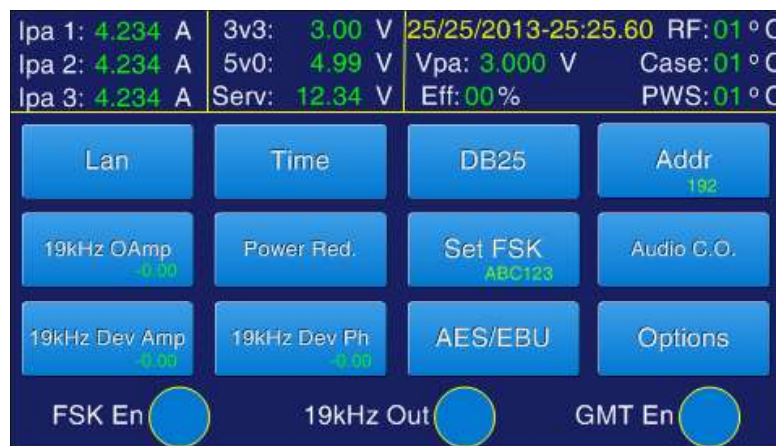 Ipa 1: 4.234 A 3v3: 3.00 V 25/25/2013-25:25.60 RF: 01 º C
Ipa 2: 4.234 A 5v0: 4.99 V Vpa: 3.000 V Case: 01 º C
Ipa 3: 4.234 A Serv: 12.34 V Eff: 00% PWS: 01 º C
Lan Time DB25 Addr
192
19kHz OAmp Power Red. Set FSK Audio C.O.
-0.00 ABC123
19kHz Dev Amp 19kHz Dev Ph AES/EBU Options
-0.00 -0.00
FSK En 19kHz Out GMT En